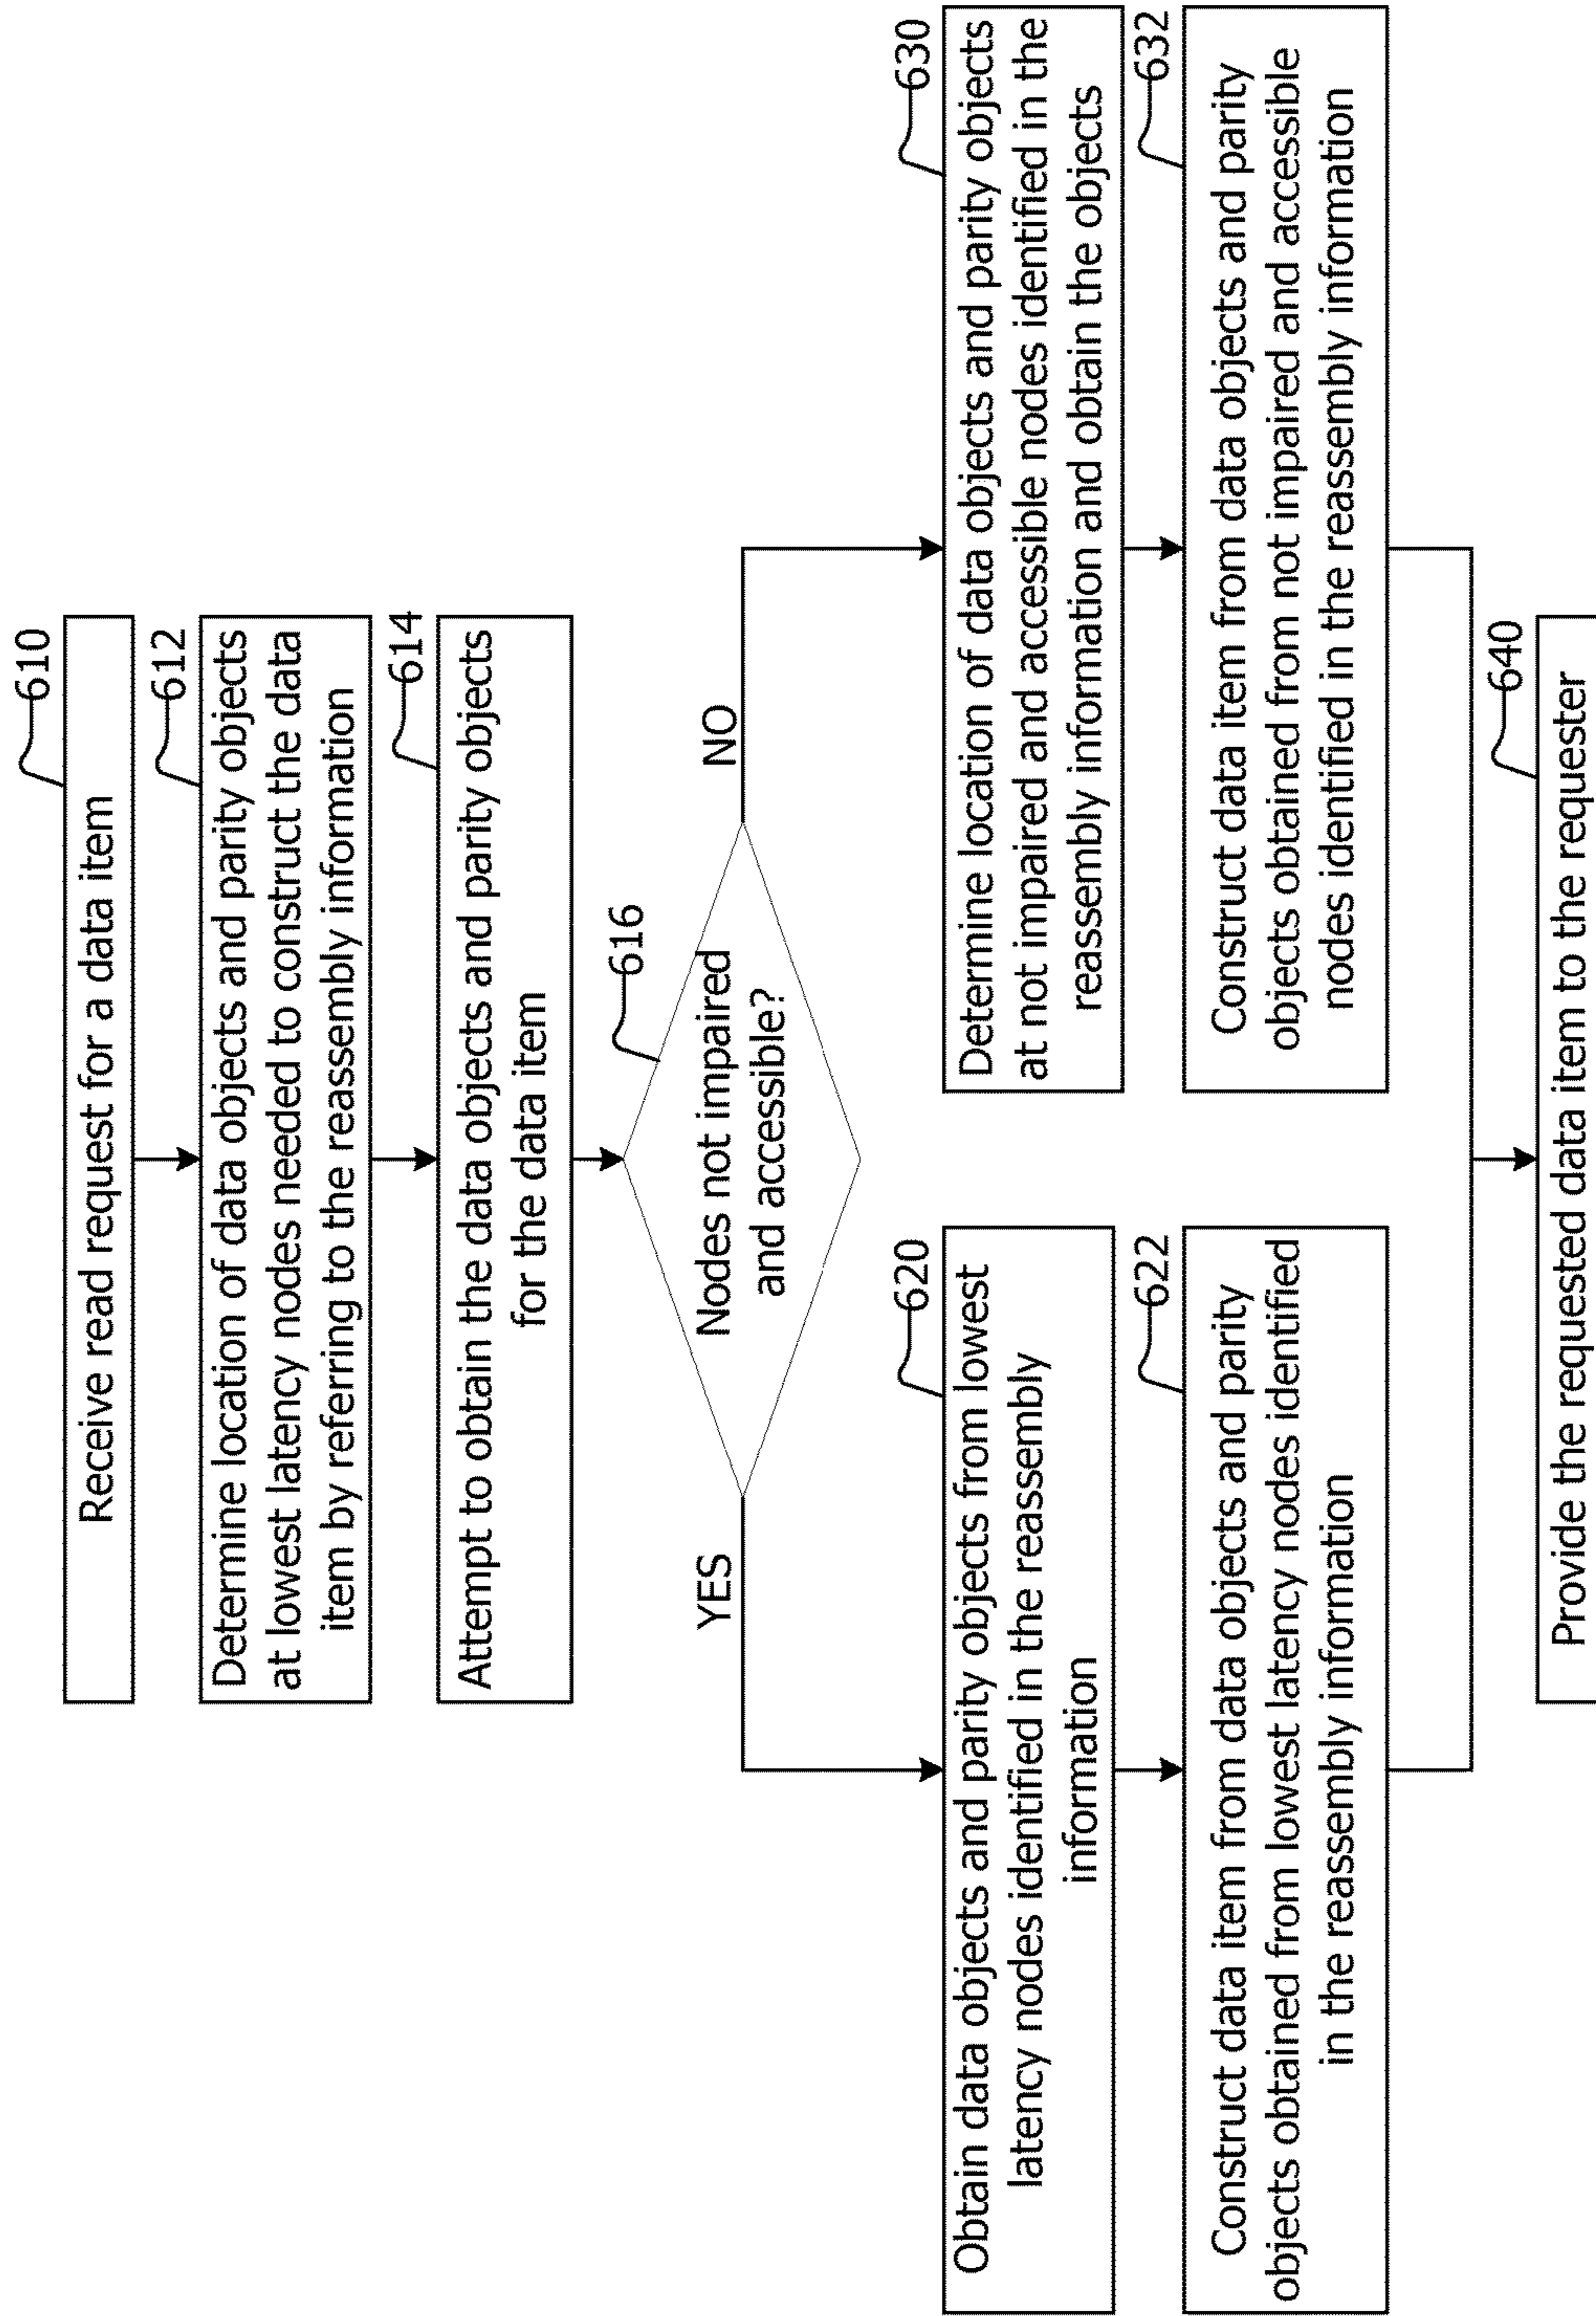 610
Receive read request for a data item
612
Determine location of data objects and parity objects
at lowest latency nodes needed to construct the data
item by referring to the reassembly information
614
Attempt to obtain the data objects and parity objects
for the data item
616
Nodes not impaired
and accessible?
YES
NO
620
Obtain data objects and parity objects from lowest
latency nodes identified in the reassembly
information
622
Construct data item from data objects and parity
objects obtained from lowest latency nodes identified
in the reassembly information
630
Determine location of data objects and parity objects
at not impaired and accessible nodes identified in the
reassembly information and obtain the objects
632
Construct data item from data objects and parity
objects obtained from not impaired and accessible
nodes identified in the reassembly information
640
Provide the requested data item to the requester